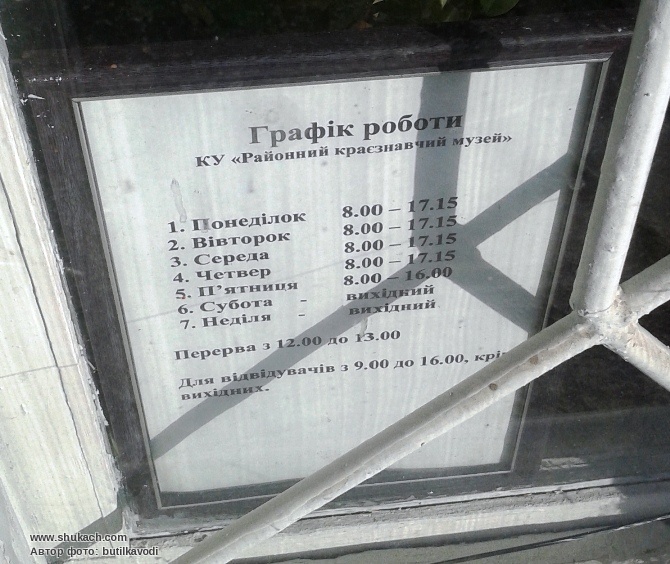 Графік роботи
КУ «Районний краєзнавчий музей»
1. Понеділок 8.00 – 17.15
2. Вівторок 8.00 – 17.15
3. Середа 8.00 – 17.15
4. Четвер 8.00 – 17.15
5. П’ятниця 8.00 – 16.00
6. Субота - вихідний
7. Неділя - вихідний
Перерва з 12.00 до 13.00
Для відвідувачів з 9.00 до 16.00,
вихідних.
www.shukach.com
Автор фото: butilkavodi